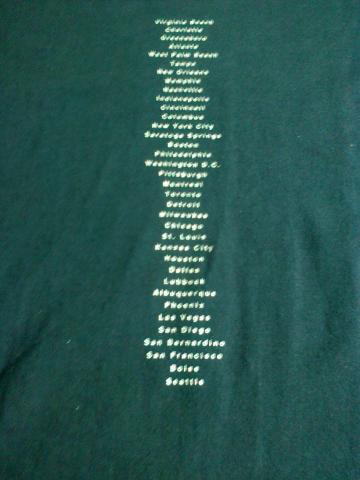 Virginia Beach
Charlotte
Greensboro
Atlanta
West Palm Beach
Tampa
New Orleans
Memphis
Nashville
Indianapolis
Cincinnati
Columbus
New York City
Saratoga Springs
Boston
Philadelphia
Washington D.C.
Pittsburgh
Montreal
Toronto
Detroit
Milwaukee
Chicago
St. Louis
Kansas City
Houston
Dallas
Lubbock
Albuquerque
Phoenix
Las Vegas
San Diego
San Bernardino
San Francisco
Boise
Seattle